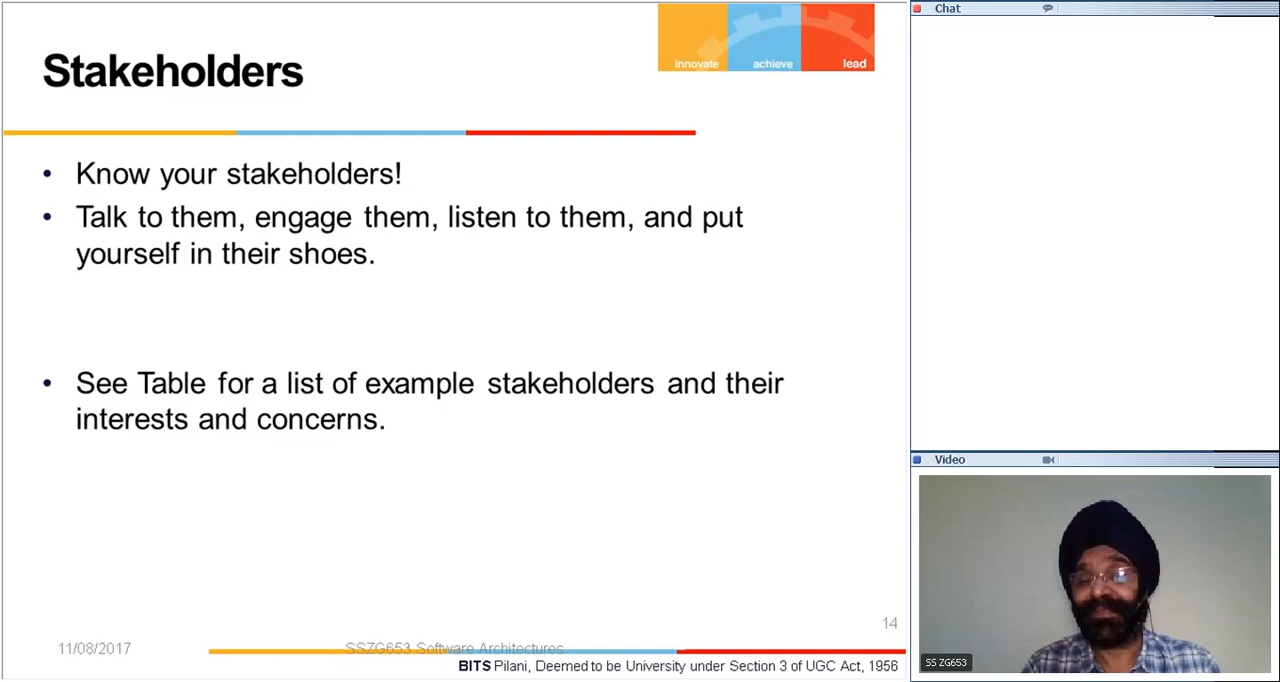 Stakeholders
innovate achieve lead
• Know your stakeholders!
• Talk to them, engage them, listen to them, and put
yourself in their shoes.
• See Table for a list of example stakeholders and their
interests and concerns.
14
11/08/2017
SSZG653 Software Architectures
BITS Pilani, Deemed to be University under Section 3 of UGC Act, 1956
Chat
Video
SS ZG653